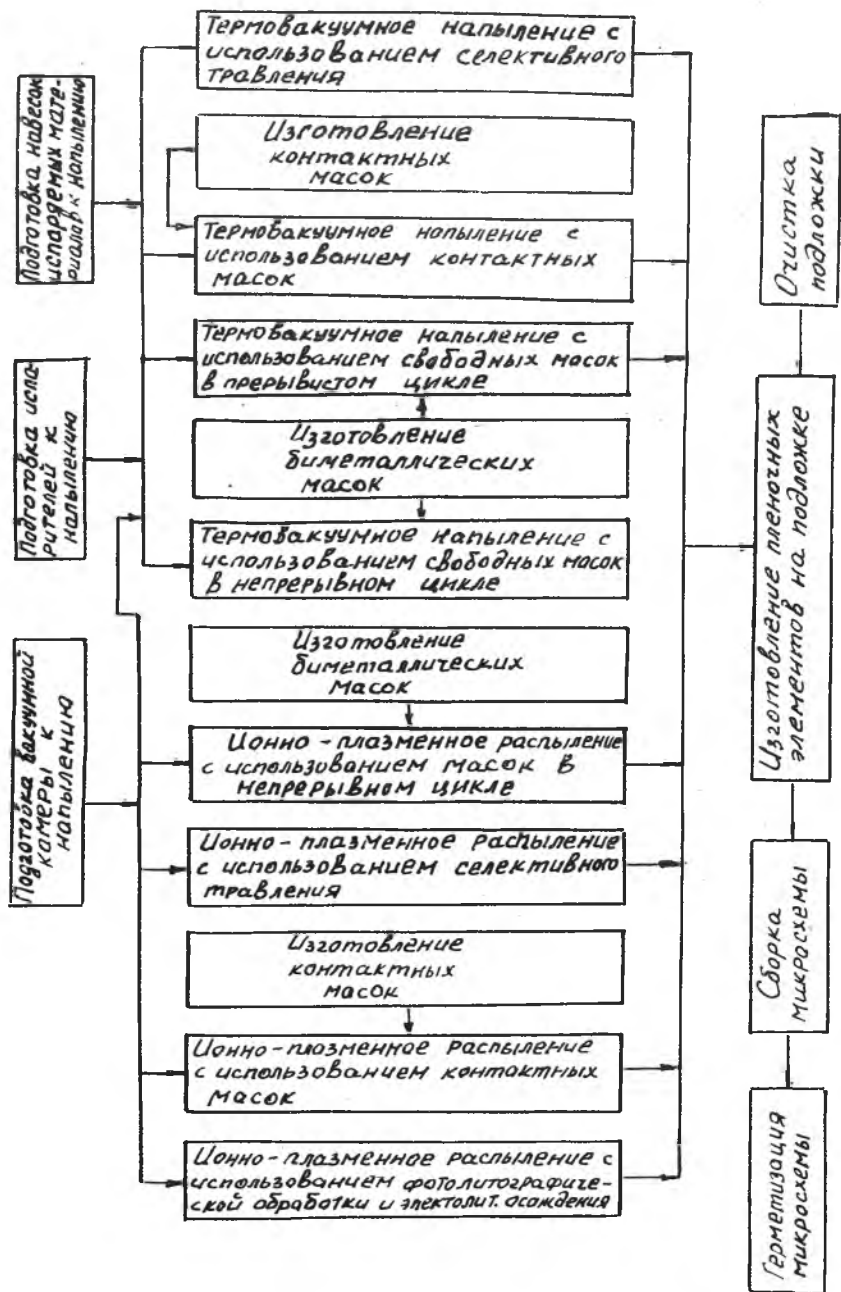 Подготовка навесок
испаряемых мате-
риалов к напылению
Подготовка испа-
рителей к
напылению
Подготовка вакуумной
камеры к
напылению
Термовакуумное напыление с
использованием селективного
травления
Изготовление
контактных
масок
Термовакуумное напыление с
использованием контактных
масок
Термовакуумное напыление с
использованием свободных масок
в прерывистом цикле
Изготовление
биметаллических
масок
Термовакуумное напыление с
использованием свободных масок
в непрерывном цикле
Изготовление
биметаллических
масок
Ионно-плазменное распыление
с использованием масок в
непрерывном цикле
Ионно-плазменное распыление
с использованием селективного
травления
Изготовление
контактных
масок
Ионно-плазменное распыление
с использованием контактных
масок
Ионно-плазменное распыление с
использованием фотолитографиче-
ской обработки и электолит. осаждения
Очистка
подложки
Изготовление пленочных
элементов на подложке
Сборка
микросхемы
Герметизация
микросхемы